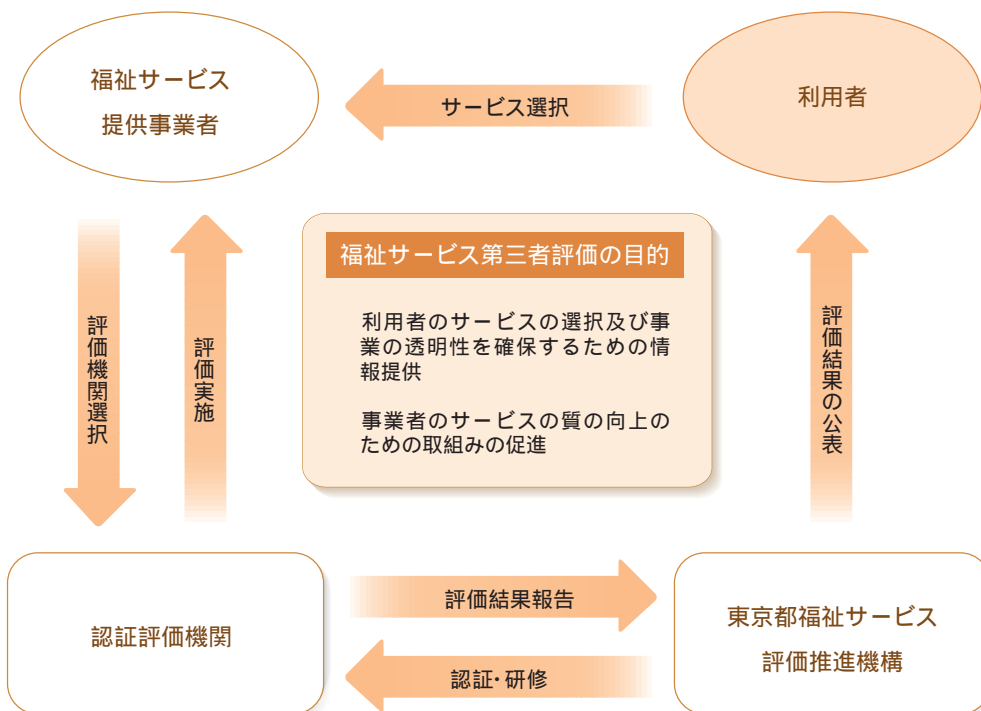 福祉サービス
提供事業者
サービス選択
利用者
福祉サービス第三者評価の目的
利用者のサービスの選択及び事
業の透明性を確保するための情
報提供
事業者のサービスの質の向上の
ための取組みの促進
評価機関選択
評価実施
評価結果の公表
認証評価機関
評価結果報告
認証・研修
東京都福祉サービス
評価推進機構